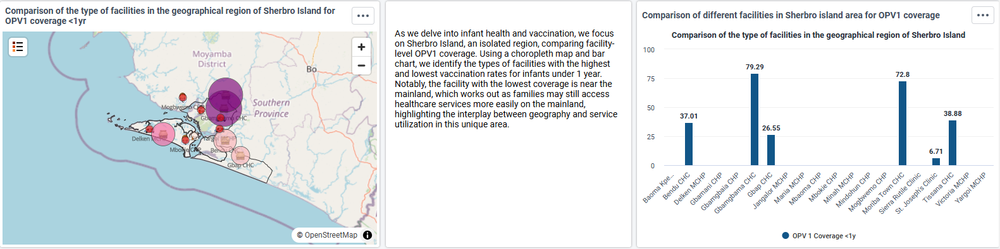 Comparison of the type of facilities in the geographical region of Sherbro Island for
OPV1 coverage <1yr
Moyamba
District
Bo
Southern
Province
Mogbwemo CHP
CHC
Delken
Yargoi MCHP
Mbokie CHP
Bendu CHC
Gbap CHC
© OpenStreetMap
As we delve into infant health and vaccination, we focus
on Sherbro Island, an isolated region, comparing facility-
level OPV1 coverage. Using a choropleth map and bar
chart, we identify the types of facilities with the highest
and lowest vaccination rates for infants under 1 year.
Notably, the facility with the lowest coverage is near the
mainland, which works out as families may still access
healthcare services more easily on the mainland,
highlighting the interplay between geography and service
utilization in this unique area.
Comparison of different facilities in Sherbro island area for OPV1 coverage
Comparison of the type of facilities in the geographical region of Sherbro Island
100
75
50
25
0
37.01
79.29
26.55
72.8
6.71
38.88
Baoma Kpe...
Bendu CHC
Delken MCHP
Gbamani CHP
Gbamgbaia CHP
Gbamgbama CHC
Gbap CHC
Jangalor MCHP
Mania MCHP
Mbaoma CHP
Mbokie CHP
Minah MCHP
Mindohun CHP
Mogbwemo CHP
Moriba Town CHC
Sierra Rutile Clinic
St. Joseph's Clinic
Tissana CHC
Victoria MCHP
Yargoi MCHP
OPV 1 Coverage <1y